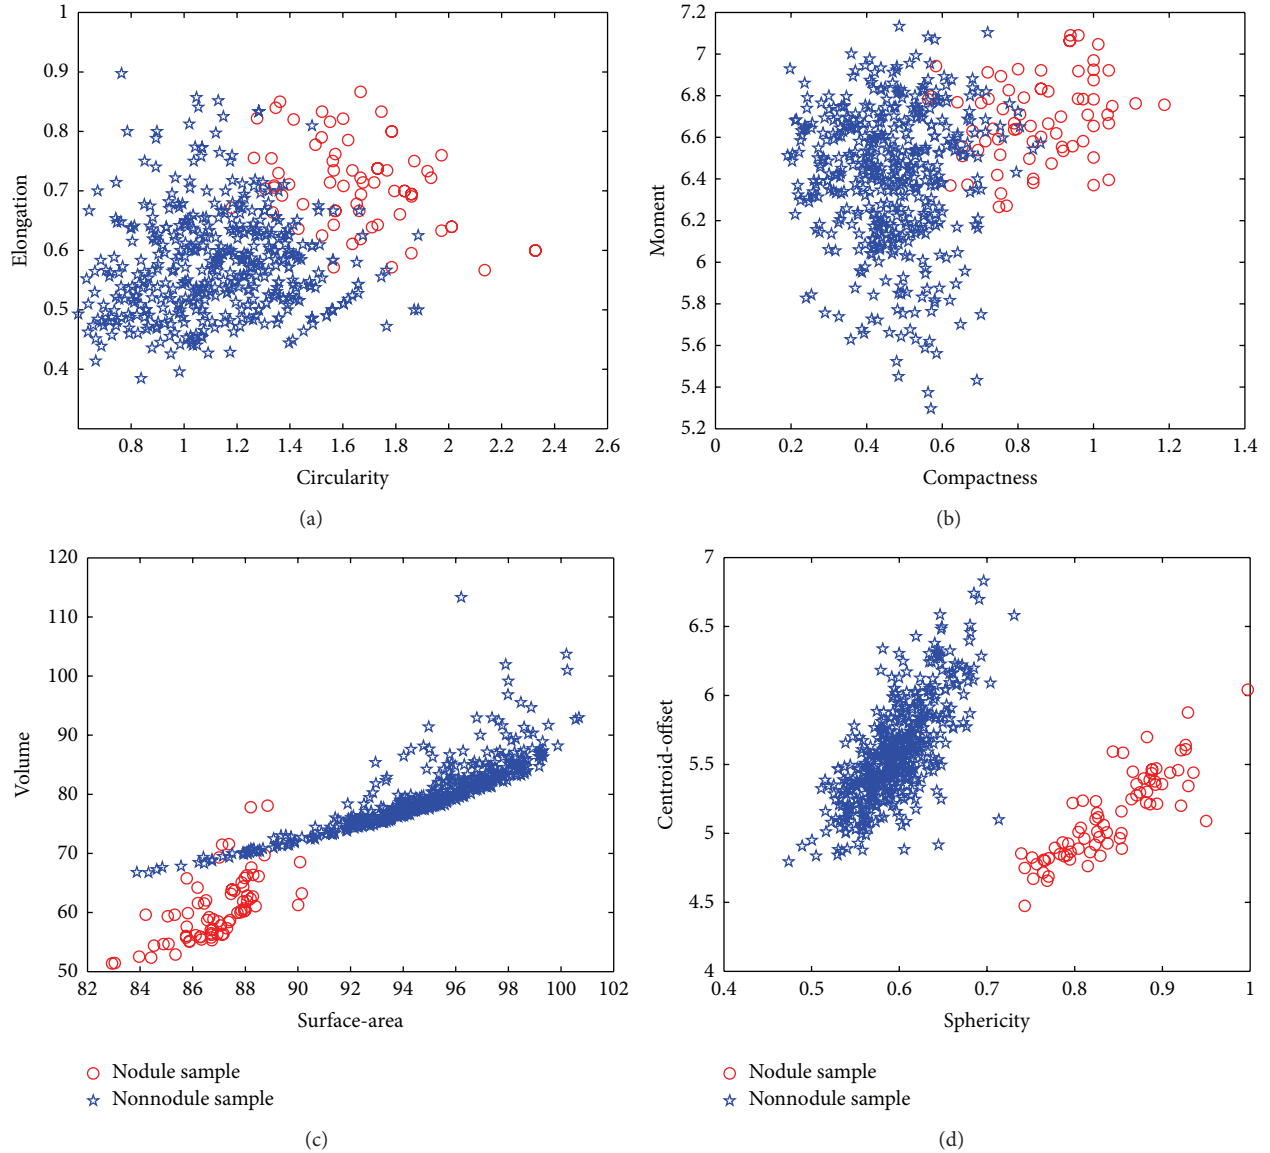 1
0.9
0.8
0.7
0.6
0.5
0.4
Elongation
0.8 1 1.2 1.4 1.6 1.8 2 2.2 2.4 2.6
Circularity
(a)
7.2
7
6.8
6.6
6.4
6.2
6
5.8
5.6
5.4
5.2
Moment
0 0.2 0.4 0.6 0.8 1 1.2 1.4
Compactness
(b)
120
110
100
90
80
70
60
50
Volume
82 84 86 88 90 92 94 96 98 100 102
Surface-area
Nodule sample
Nonnodule sample
(c)
7
6.5
6
5.5
5
4.5
4
Centroid-offset
0.4 0.5 0.6 0.7 0.8 0.9 1
Sphericity
Nodule sample
Nonnodule sample
(d)